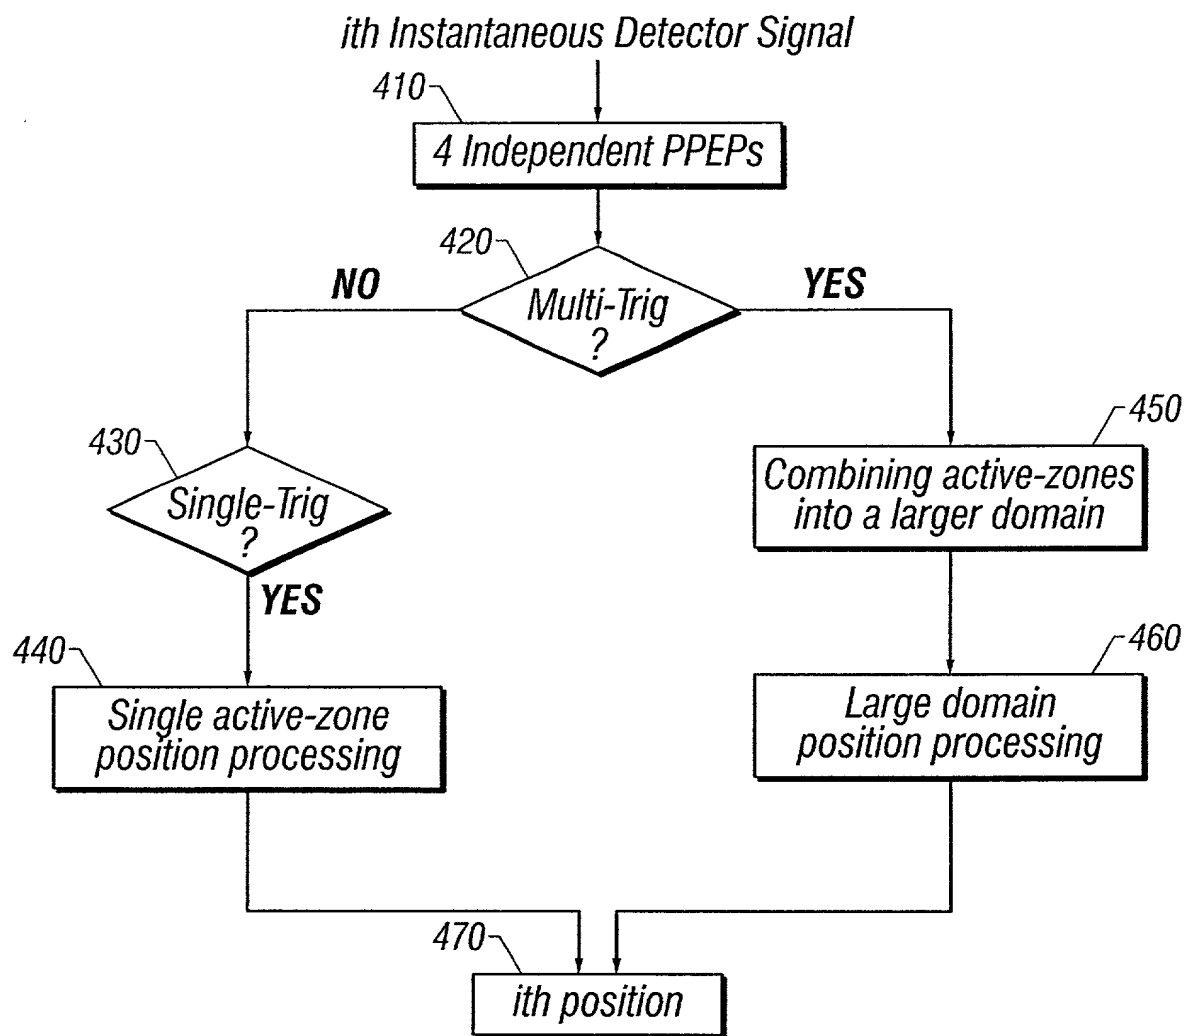 ith Instantaneous Detector Signal
410
4 Independent PPEPs
420
NO
YES
Multi-Trig
?
450
430
Combining active-zones
into a larger domain
Single-Trig
?
YES
440
460
Single active-zone
position processing
Large domain
position processing
470
ith position